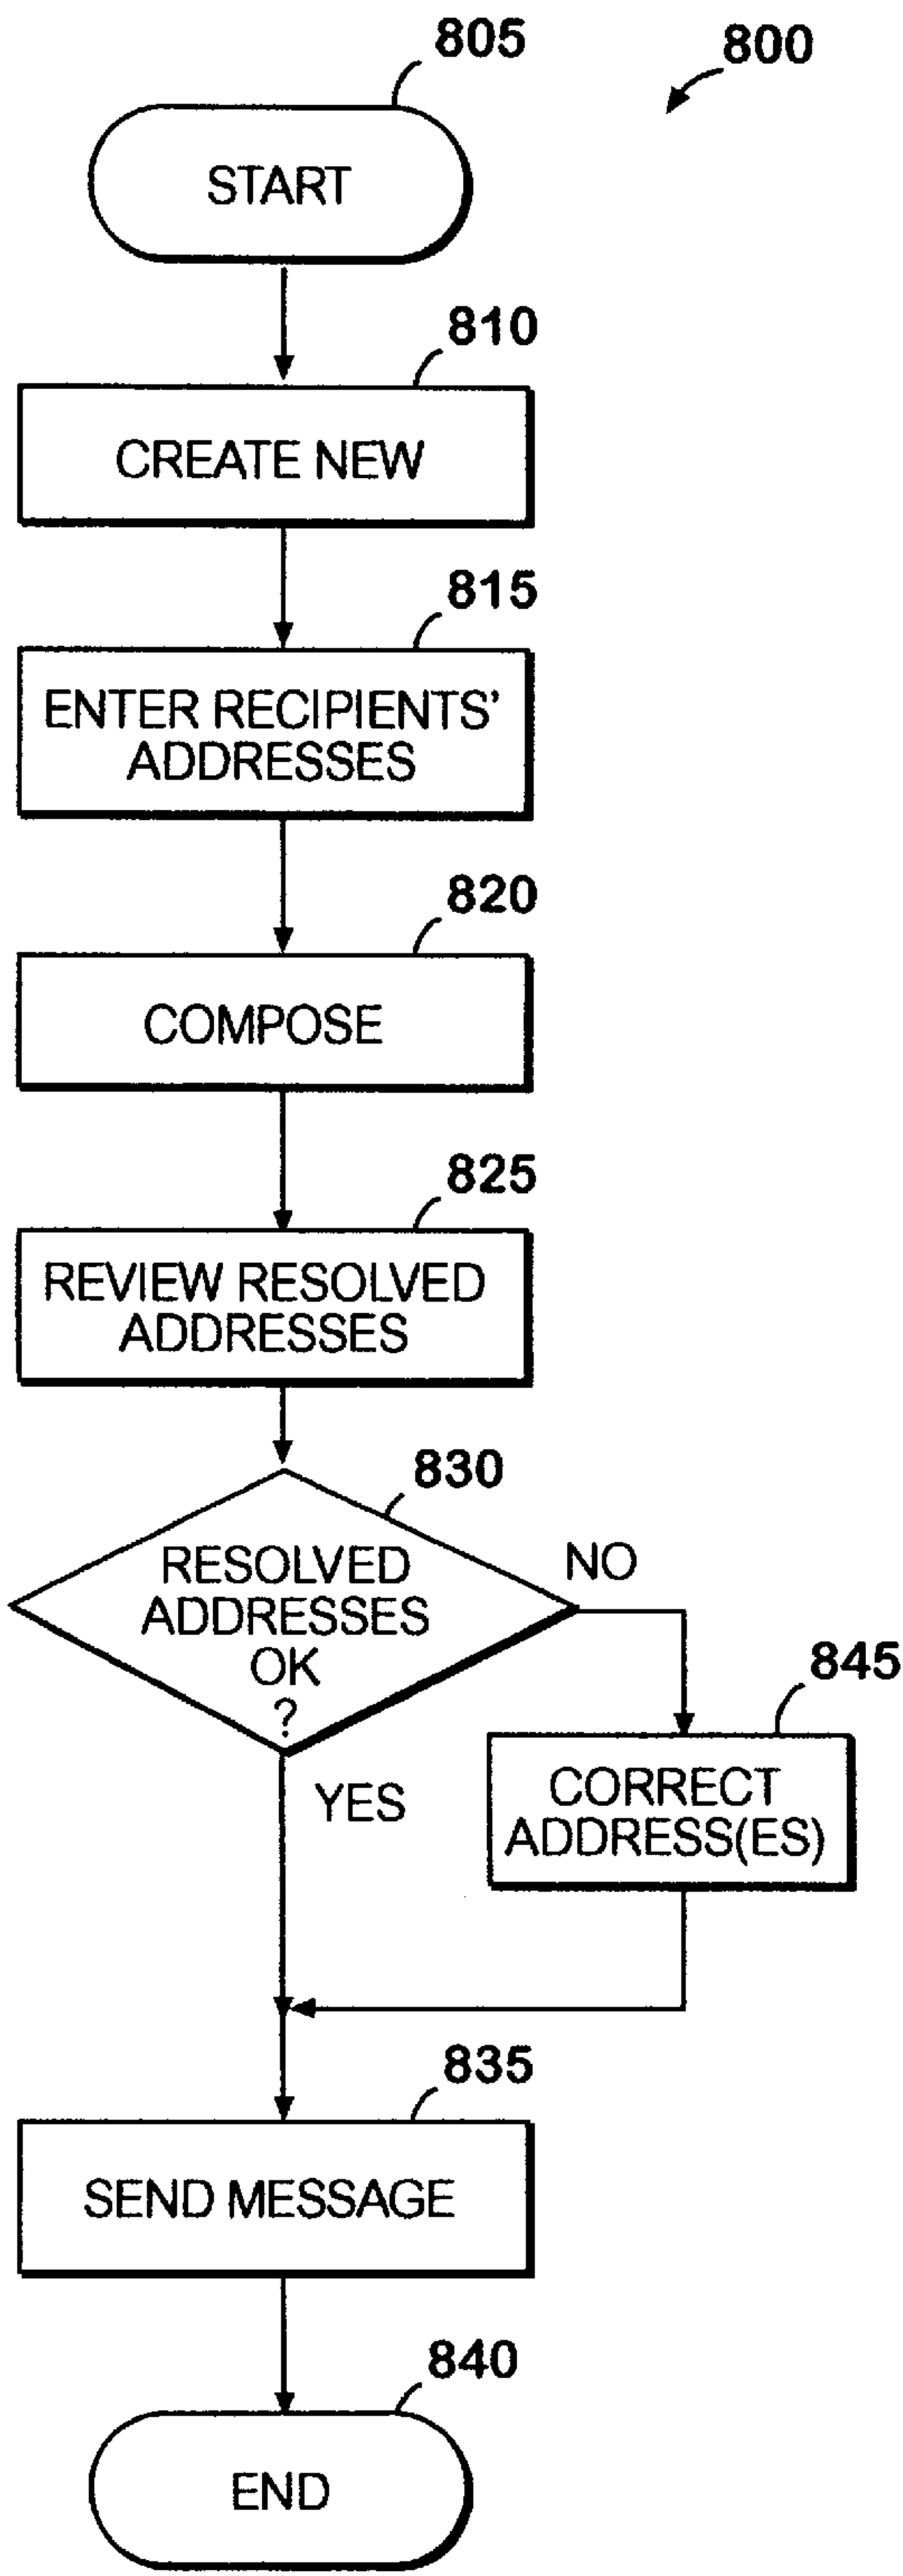 805
800
START
810
CREATE NEW
815
ENTER RECIPIENTS'
ADDRESSES
820
COMPOSE
825
REVIEW RESOLVED
ADDRESSES
830
RESOLVED
ADDRESSES
OK
?
NO
YES
845
CORRECT
ADDRESS(ES)
835
SEND MESSAGE
840
END